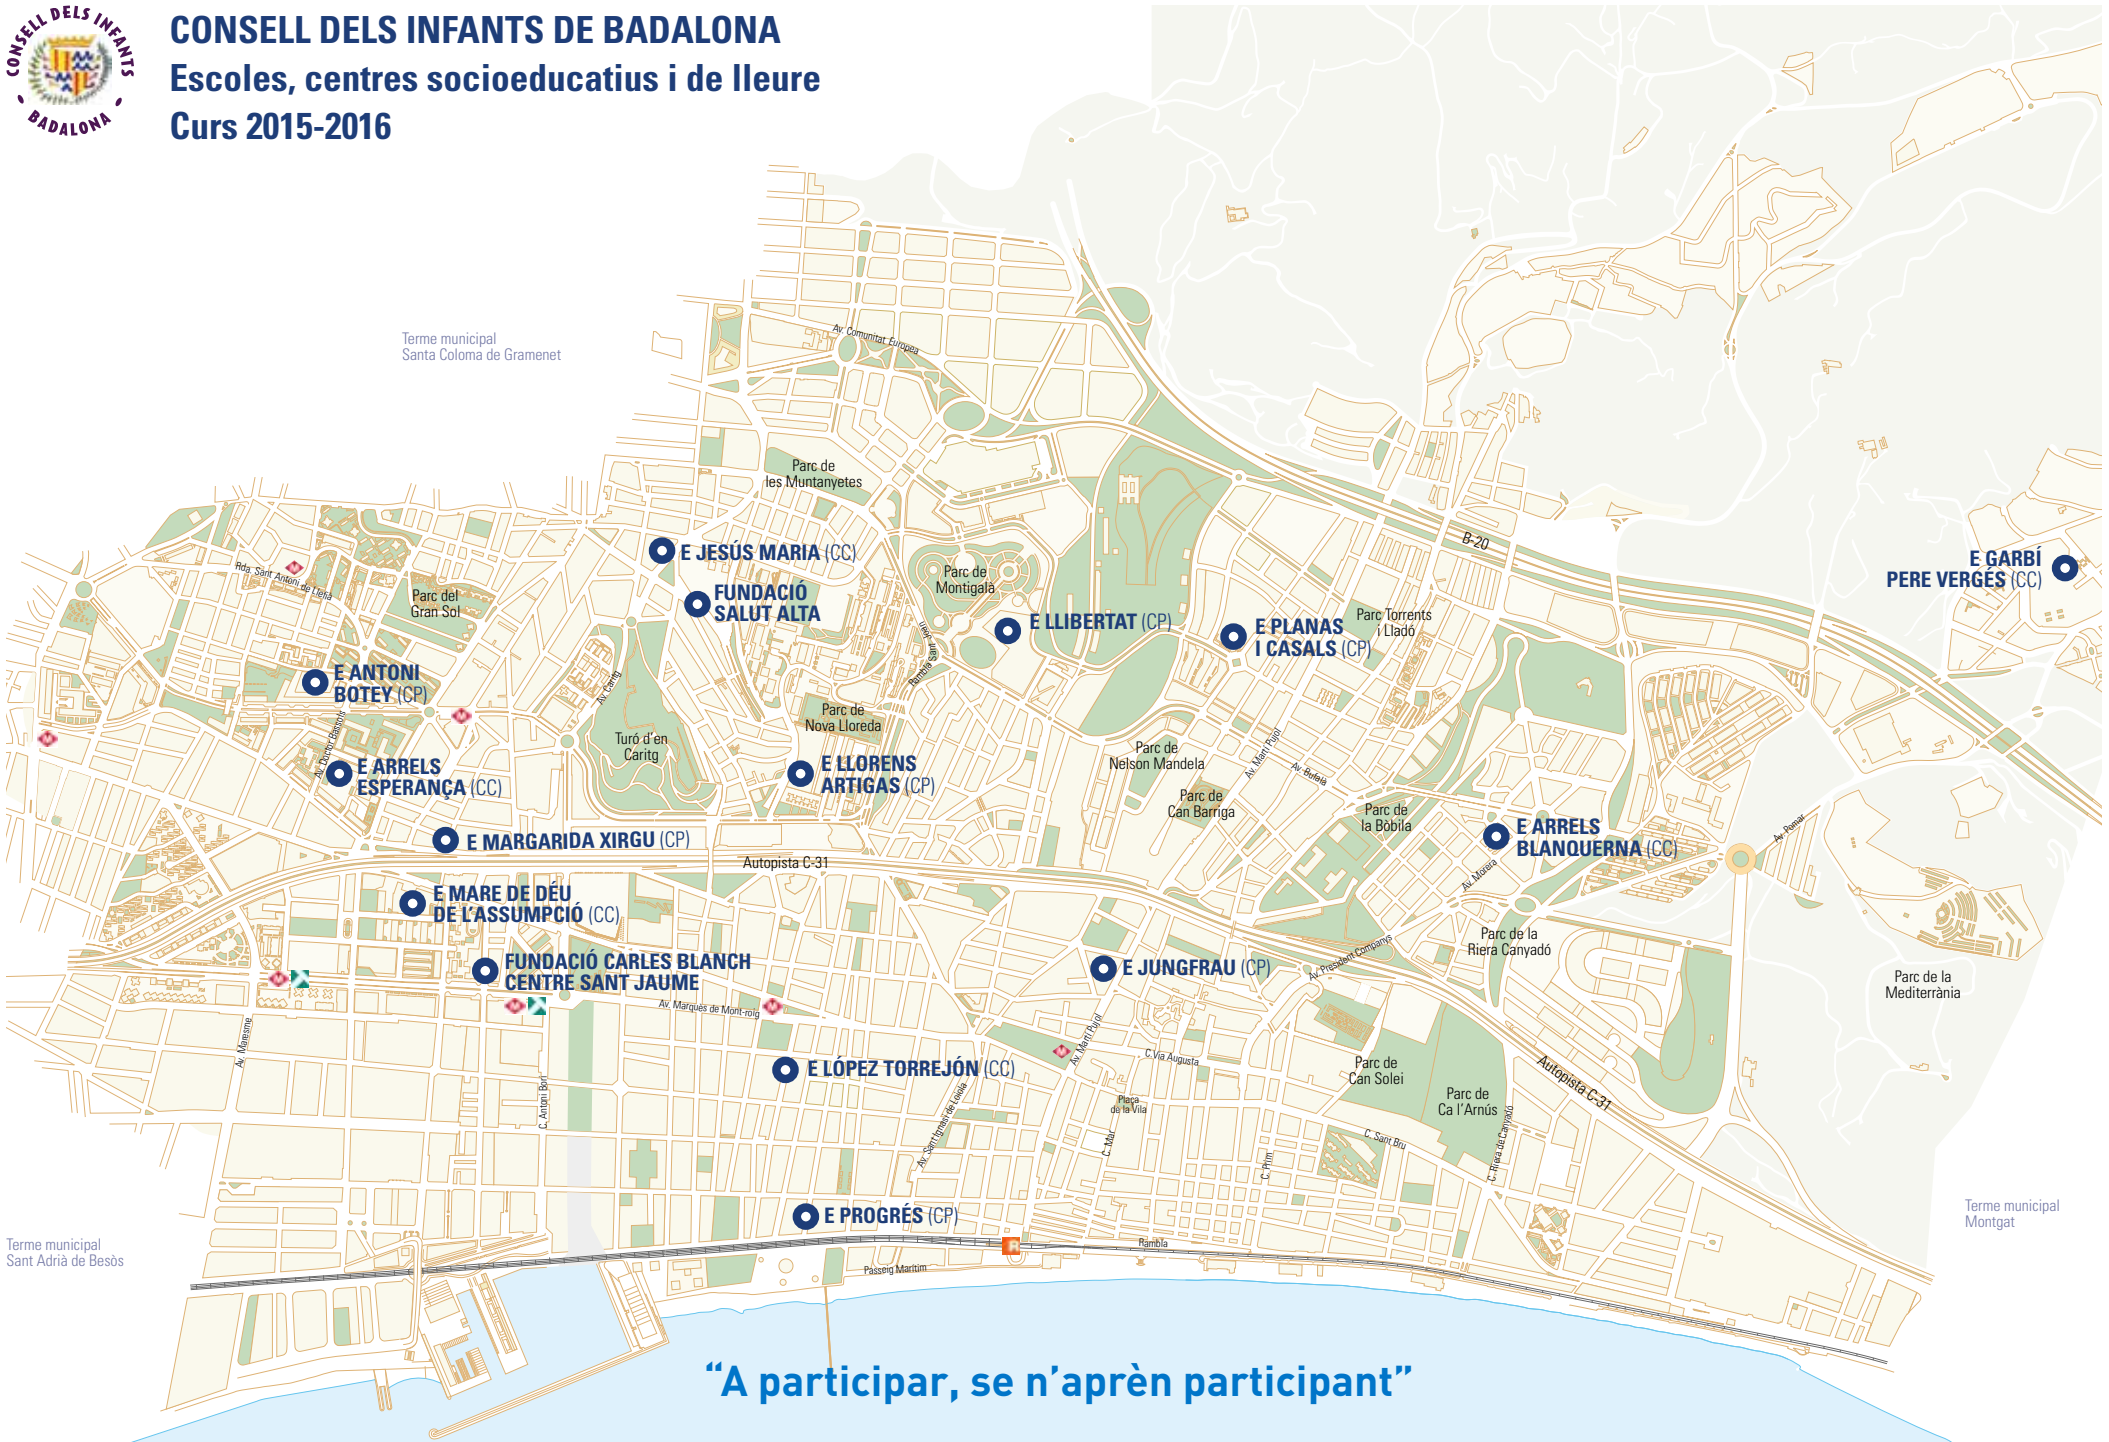 CONSELL DELS INFANTS
BADALONA
CONSELL DELS INFANTS DE BADALONA
Escoles, centres socioeducatius i de lleure
Curs 2015-2016
Terme municipal
Santa Coloma de Gramenet
Av. Comunitat Europea
Parc de
les Muntanyetes
B-20
E JESÚS MARIA (CC)
E GARBÍ
PERE VERGÉS (CC)
Rda. Sant Antoni de Llefià
Parc del
Gran Sol
FUNDACIÓ
SALUT ALTA
Parc de
Montigalà
E LLIBERTAT (CP)
E PLANAS
I CASALS (CP)
Parc Torrents
i Lladó
Rambla Sant Joan
E ANTONI
BOTEY (CP)
Av. Caritg
Av. Doctor Bassols
Turó d'en
Caritg
Parc de
Nova Lloreda
Parc de
Nelson Mandela
Av. Martí Pujol
Av. Bufalà
E ARRELS
ESPERANÇA (CC)
E LLORENS
ARTIGAS (CP)
Parc de
Can Barriga
Parc de
la Bòbila
E ARRELS
BLANQUERNA (CC)
Av. Pomar
E MARGARIDA XIRGU (CP)
Autopista C-31
Av. Morera
E MARE DE DÉU
DE L'ASSUMPCIÓ (CC)
Parc de la
Riera Canyadó
FUNDACIÓ CARLES BLANCH
CENTRE SANT JAUME
E JUNGFRAU (CP)
Av. President Companys
Parc de la
Mediterrània
Av. Marquès de Mont-roig
Av. Maresme
Av. Martí Pujol
C. Via Augusta
E LÓPEZ TORREJÓN (CC)
Parc de
Can Solei
Autopista C-31
Parc de
Ca l'Arnús
C. Antoni Bori
Av. Sant Ignasi de Loiola
Plaça
de la Vila
C. Mar
C. Prim
C. Sant Bru
C. Riera de Canyadó
E PROGRÉS (CP)
Terme municipal
Montgat
Terme municipal
Sant Adrià de Besòs
R
Rambla
Passeig Marítim
“A participar, se n'aprèn participant”
M
M
M
M
M
M
M